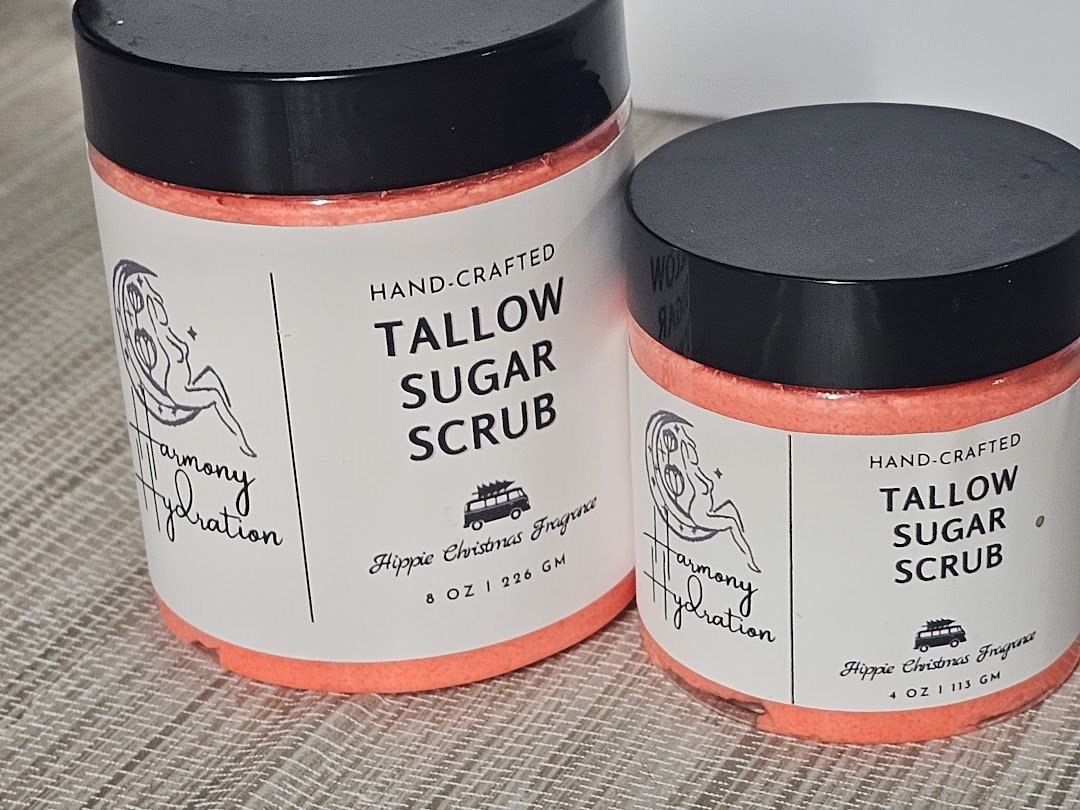 HAND-CRAFTED
TALLOW
SUGAR
SCRUB
Harmony
Hydration
Hippie Christmas Fragrance
8 OZ | 226 GM
HAND-CRAFTED
TALLOW
SUGAR
SCRUB
Harmony
Hydration
Hippie Christmas Fragrance
4 OZ | 113 GM